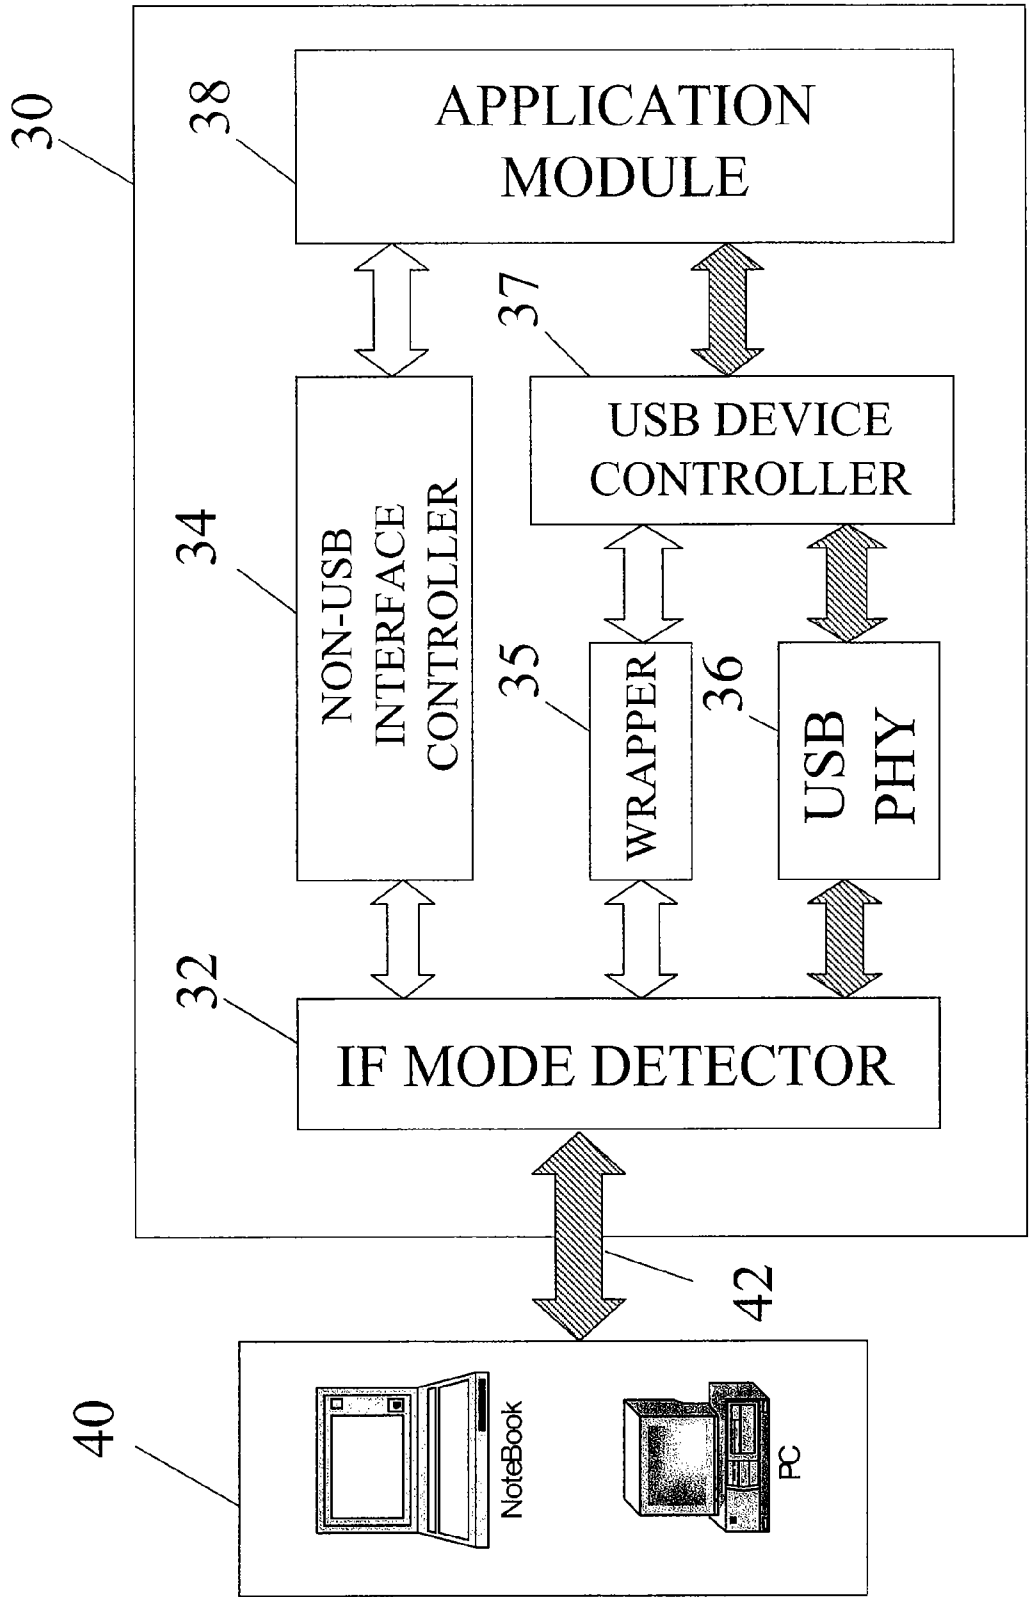 30
38
APPLICATION
MODULE
37
USB DEVICE
CONTROLLER
34
NON-USB
INTERFACE
CONTROLLER
35
WRAPPER
36
USB
PHY
32
IF MODE DETECTOR
42
40
NoteBook
PC